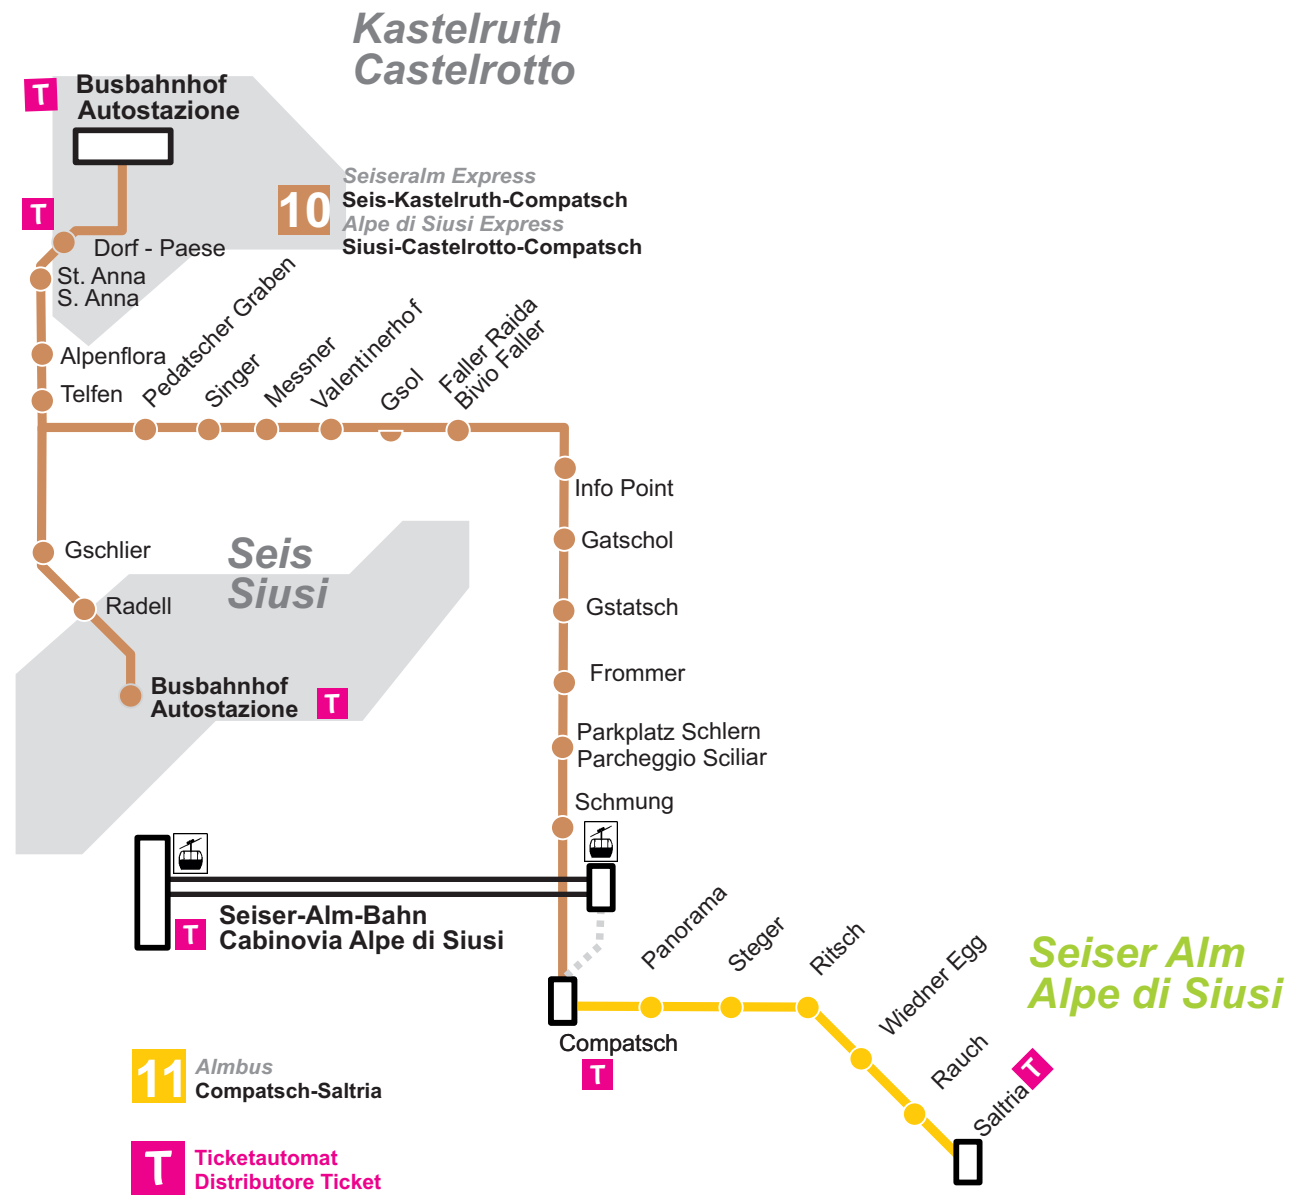 Kastelruth
Castelrotto
T
Busbahnhof
Autostazione
T
10
Seiseralm Express
Seis-Kastelruth-Compatsch
Alpe di Siusi Express
Siusi-Castelrotto-Compatsch
Dorf - Paese
St. Anna
S. Anna
Alpenflora
Telfen
Pedatscher Graben
Singer
Messner
Valentinerhof
Gsol
Faller Raida
Bivio Faller
Info Point
Gatschol
Gstatsch
Frommer
Parkplatz Schlern
Parcheggio Sciliar
Schmung
Gschlier
Seis
Siusi
Radell
Busbahnhof
Autostazione
T
T
Seiser-Alm-Bahn
Cabinovia Alpe di Siusi
Panorama
Steger
Ritsch
Wiedner Egg
Rauch
Saltria
T
Seiser Alm
Alpe di Siusi
Compatsch
T
11
Almbus
Compatsch-Saltria
T
Ticketautomat
Distributore Ticket